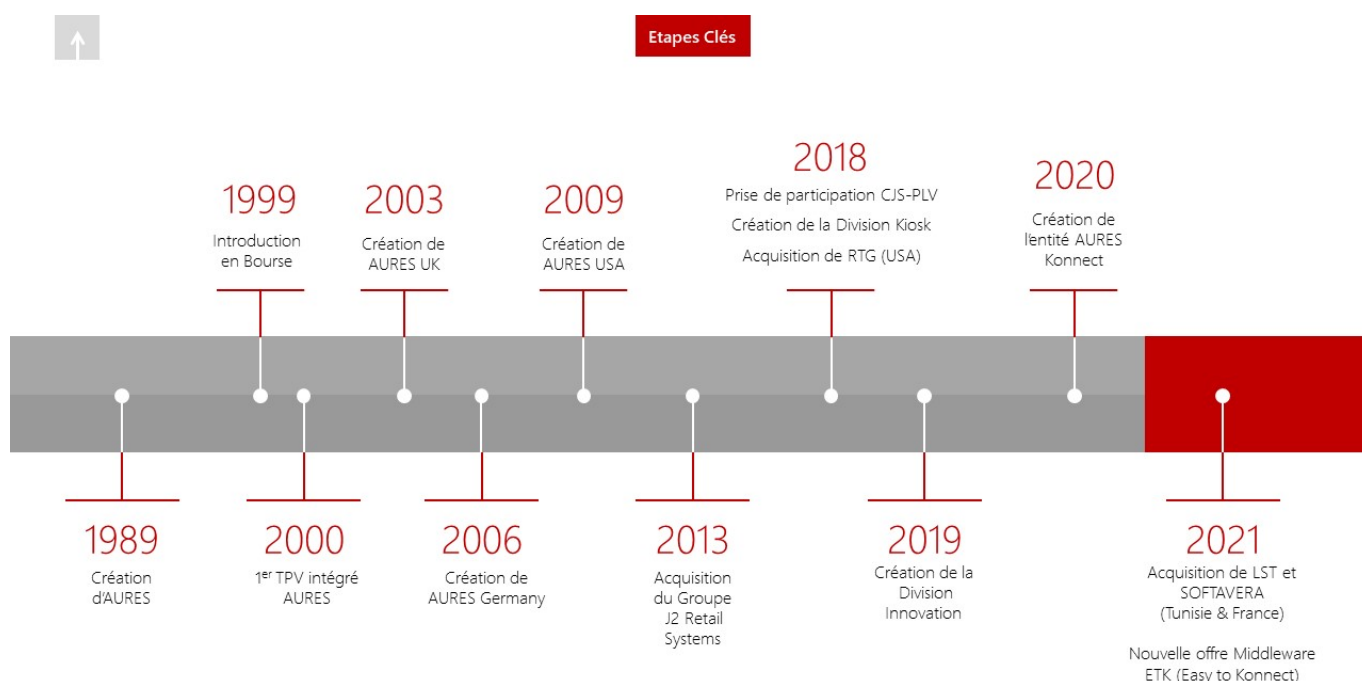 Etapes Clés
1999
Introduction
en Bourse
2003
Création de
AURES UK
2009
Création de
AURES USA
2018
Prise de participation CJS-PLV
Création de la Division Kiosk
Acquisition de RTG (USA)
2020
Création de
l'entité AURES
Konnect
1989
Création
d'AURES
2000
1er TPV intégré
AURES
2006
Création de
AURES Germany
2013
Acquisition
du Groupe
J2 Retail
Systems
2019
Création de la
Division
Innovation
2021
Acquisition de LST et
SOFTAVERA
(Tunisie & France)
Nouvelle offre Middleware
ETK (Easy to Konnect)